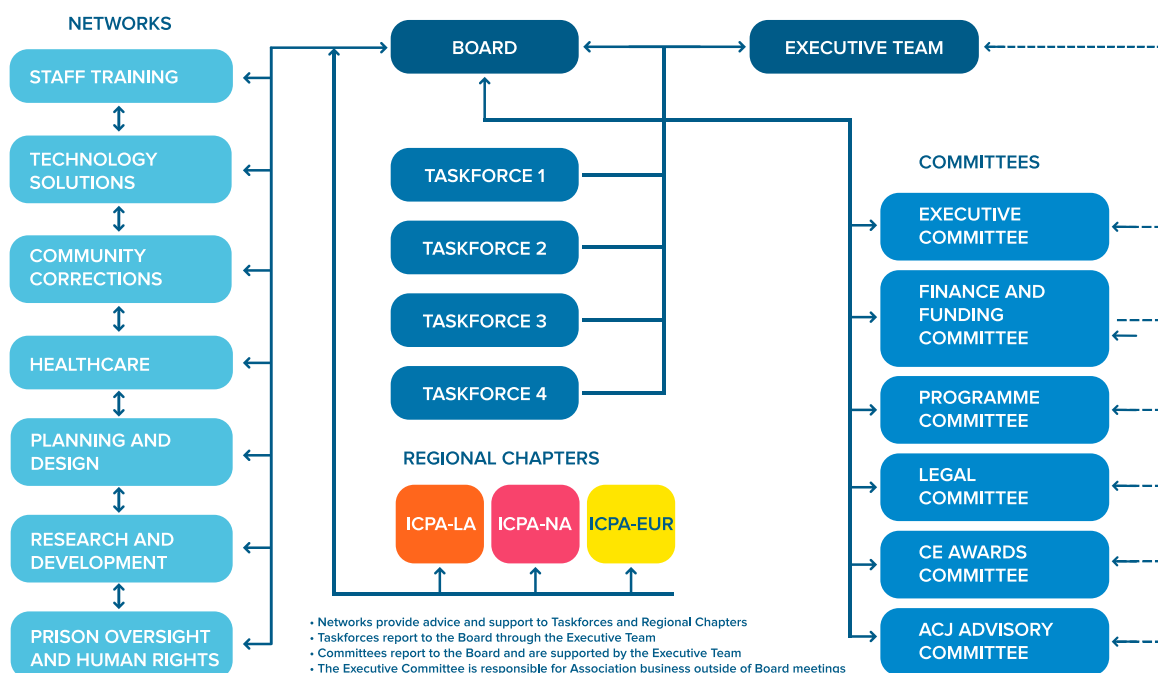 NETWORKS
STAFF TRAINING
TECHNOLOGY
SOLUTIONS
COMMUNITY
CORRECTIONS
HEALTHCARE
PLANNING AND
DESIGN
RESEARCH AND
DEVELOPMENT
PRISON OVERSIGHT
AND HUMAN RIGHTS
BOARD
EXECUTIVE TEAM
TASKFORCE 1
TASKFORCE 2
TASKFORCE 3
TASKFORCE 4
REGIONAL CHAPTERS
ICPA-LA
ICPA-NA
ICPA-EUR
• Networks provide advice and support to Taskforces and Regional Chapters
• Taskforces report to the Board through the Executive Team
• Committees report to the Board and are supported by the Executive Team
• The Executive Committee is responsible for Association business outside of Board meetings
COMMITTEES
EXECUTIVE
COMMITTEE
FINANCE AND
FUNDING
COMMITTEE
PROGRAMME
COMMITTEE
LEGAL
COMMITTEE
CE AWARDS
COMMITTEE
ACJ ADVISORY
COMMITTEE